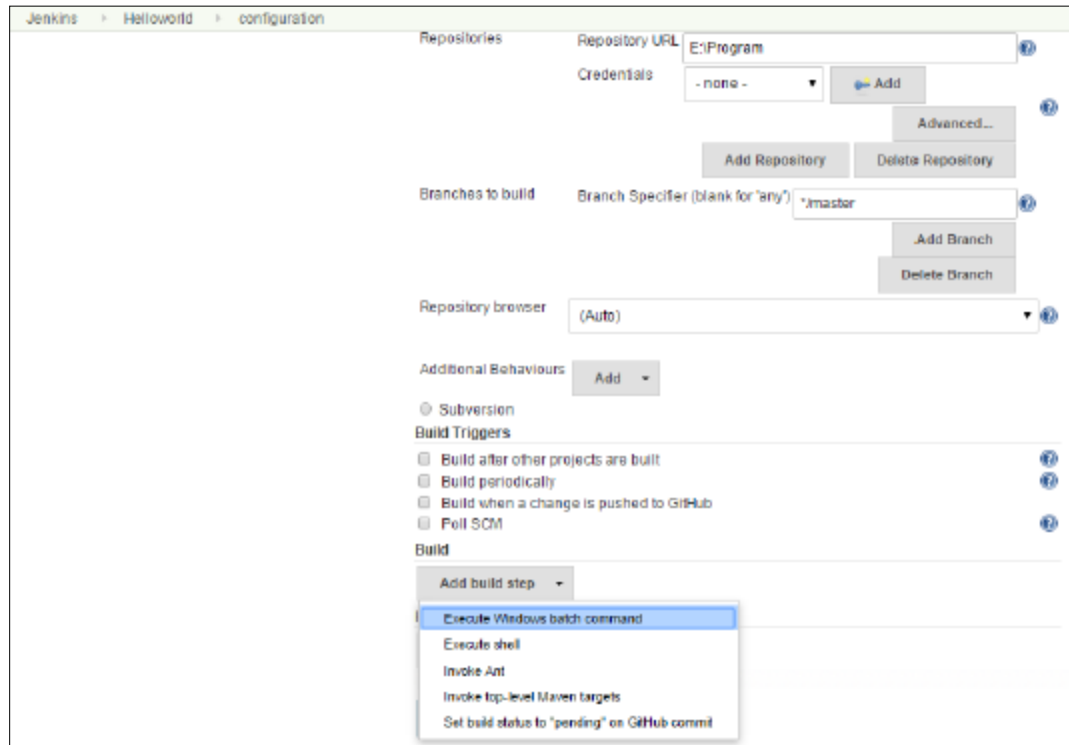 Jenkins Helloworld configuration
Repositories
Repository URL
E:\Program
Credentials
- none -
Add
Advanced...
Add Repository
Delete Repository
Branches to build
Branch Specifier (blank for 'any')
*/master
Add Branch
Delete Branch
Repository browser
(Auto)
Additional Behaviours
Add
Subversion
Build Triggers
Build after other projects are built
Build periodically
Build when a change is pushed to GitHub
Poll SCM
Build
Add build step
Execute Windows batch command
Execute shell
Invoke Ant
Invoke top-level Maven targets
Set build status to "pending" on GitHub commit